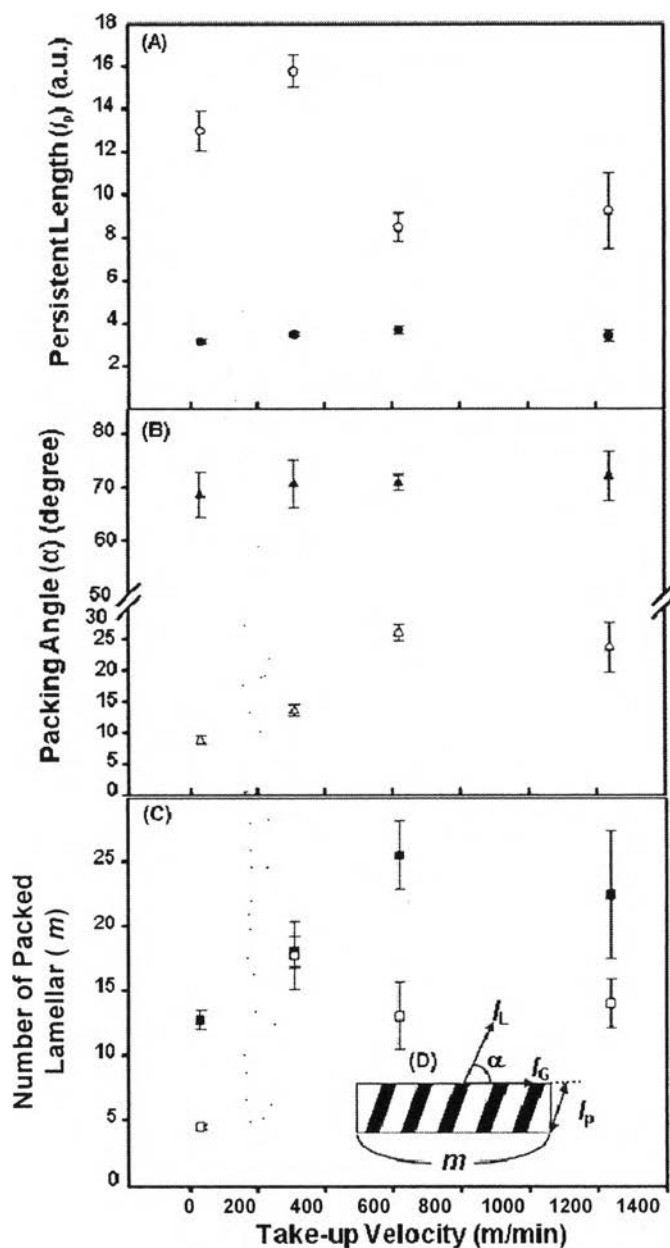 (A)
Persistent Length (lp) (a.u.)
18
16
14
12
10
8
6
4
2
(B)
Packing Angle (α) (degree)
80
70
60
50
30
25
20
15
10
5
0
(C)
Number of Packed
Lamellar ( m)
25
20
15
10
5
0
(D)
lL
α
lG
lp
m
0 200 400 600 800 1000 1200 1400
Take-up Velocity (m/min)